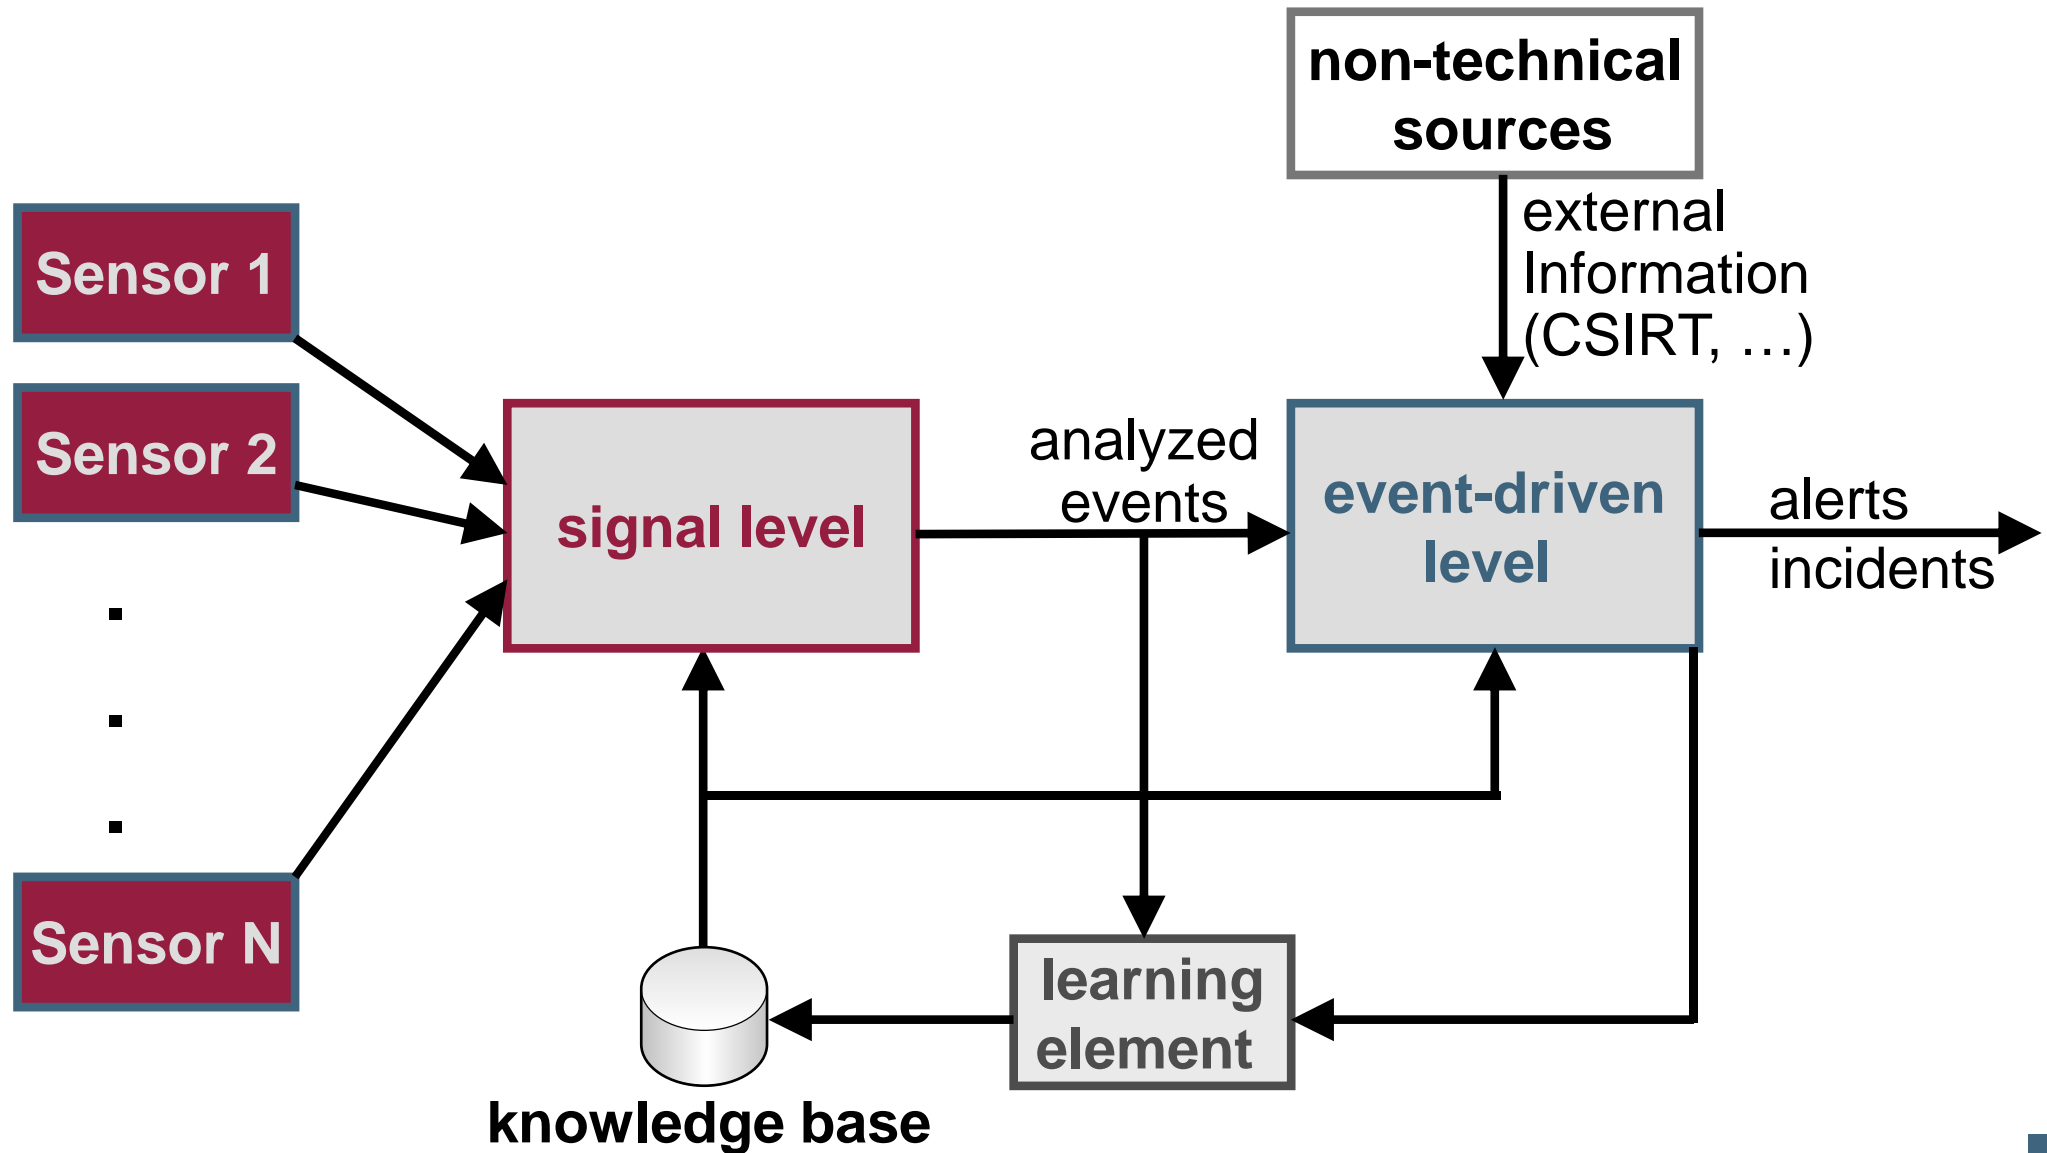 non-technical
sources
external
Information
(CSIRT, …)
Sensor 1
Sensor 2
Sensor N
signal level
analyzed
events
event-driven
level
alerts
incidents
learning
element
knowledge base